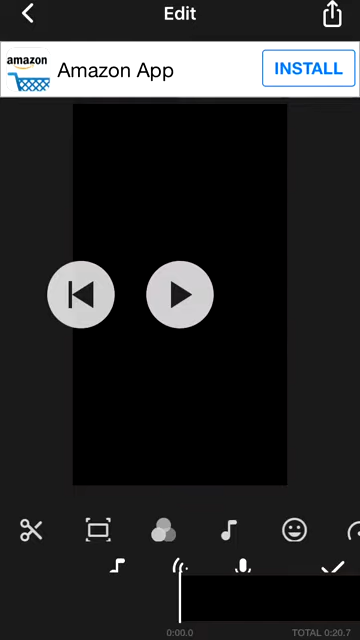 Edit
amazon
Amazon App
INSTALL
0:00.0
TOTAL 0:20.7